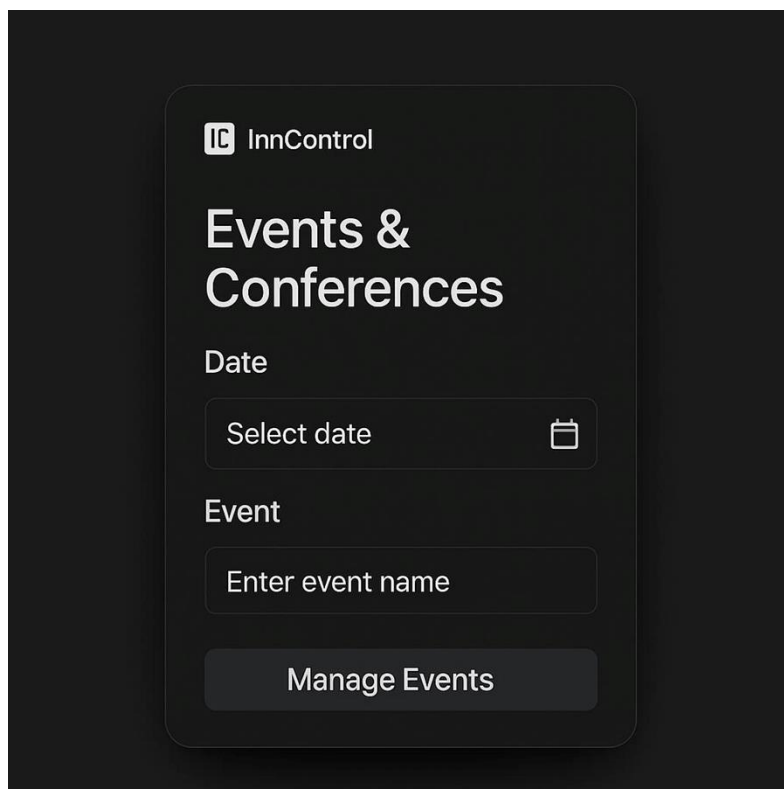 IC InnControl
Events &
Conferences
Date
Select date
Event
Enter event name
Manage Events